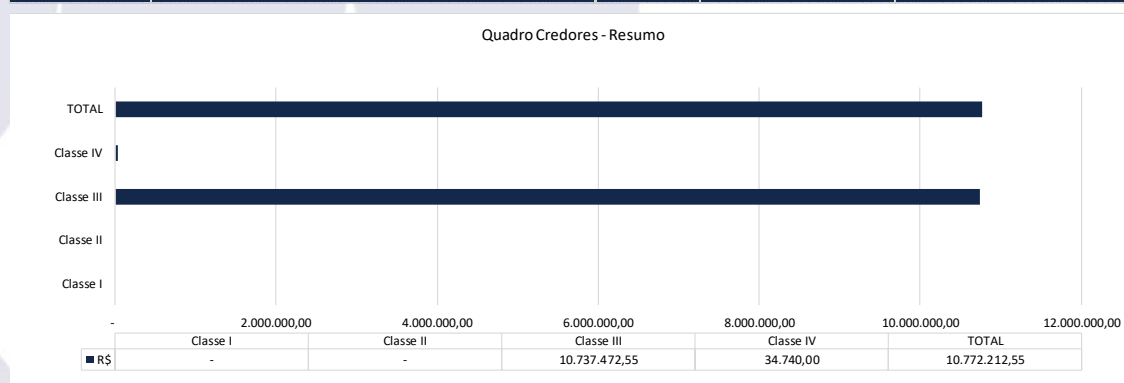 Quadro Credores - Resumo
TOTAL
Classe IV
Classe III
Classe II
Classe I
- 2.000.000,00 4.000.000,00 6.000.000,00 8.000.000,00 10.000.000,00 12.000.000,00
Classe I Classe II Classe III Classe IV TOTAL
R$ - - 10.737.472,55 34.740,00 10.772.212,55